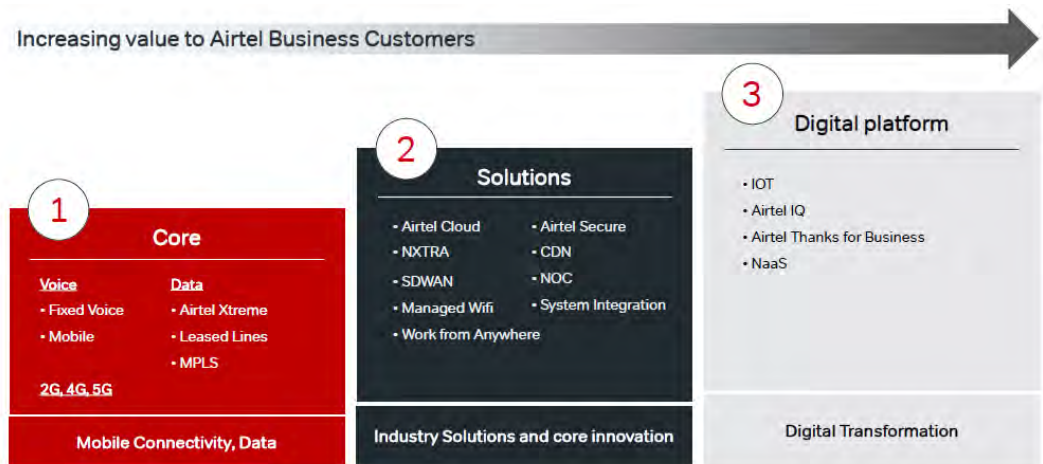 Increasing value to Airtel Business Customers
1
Core
Voice
• Fixed Voice
• Mobile
2G, 4G, 5G
Data
• Airtel Xtreme
• Leased Lines
• MPLS
Mobile Connectivity, Data
2
Solutions
• Airtel Cloud
• NXTRA
• SDWAN
• Managed Wifi
• Work from Anywhere
• Airtel Secure
• CDN
• NOC
• System Integration
Industry Solutions and core innovation
3
Digital platform
• IOT
• Airtel IQ
• Airtel Thanks for Business
• NaaS
Digital Transformation